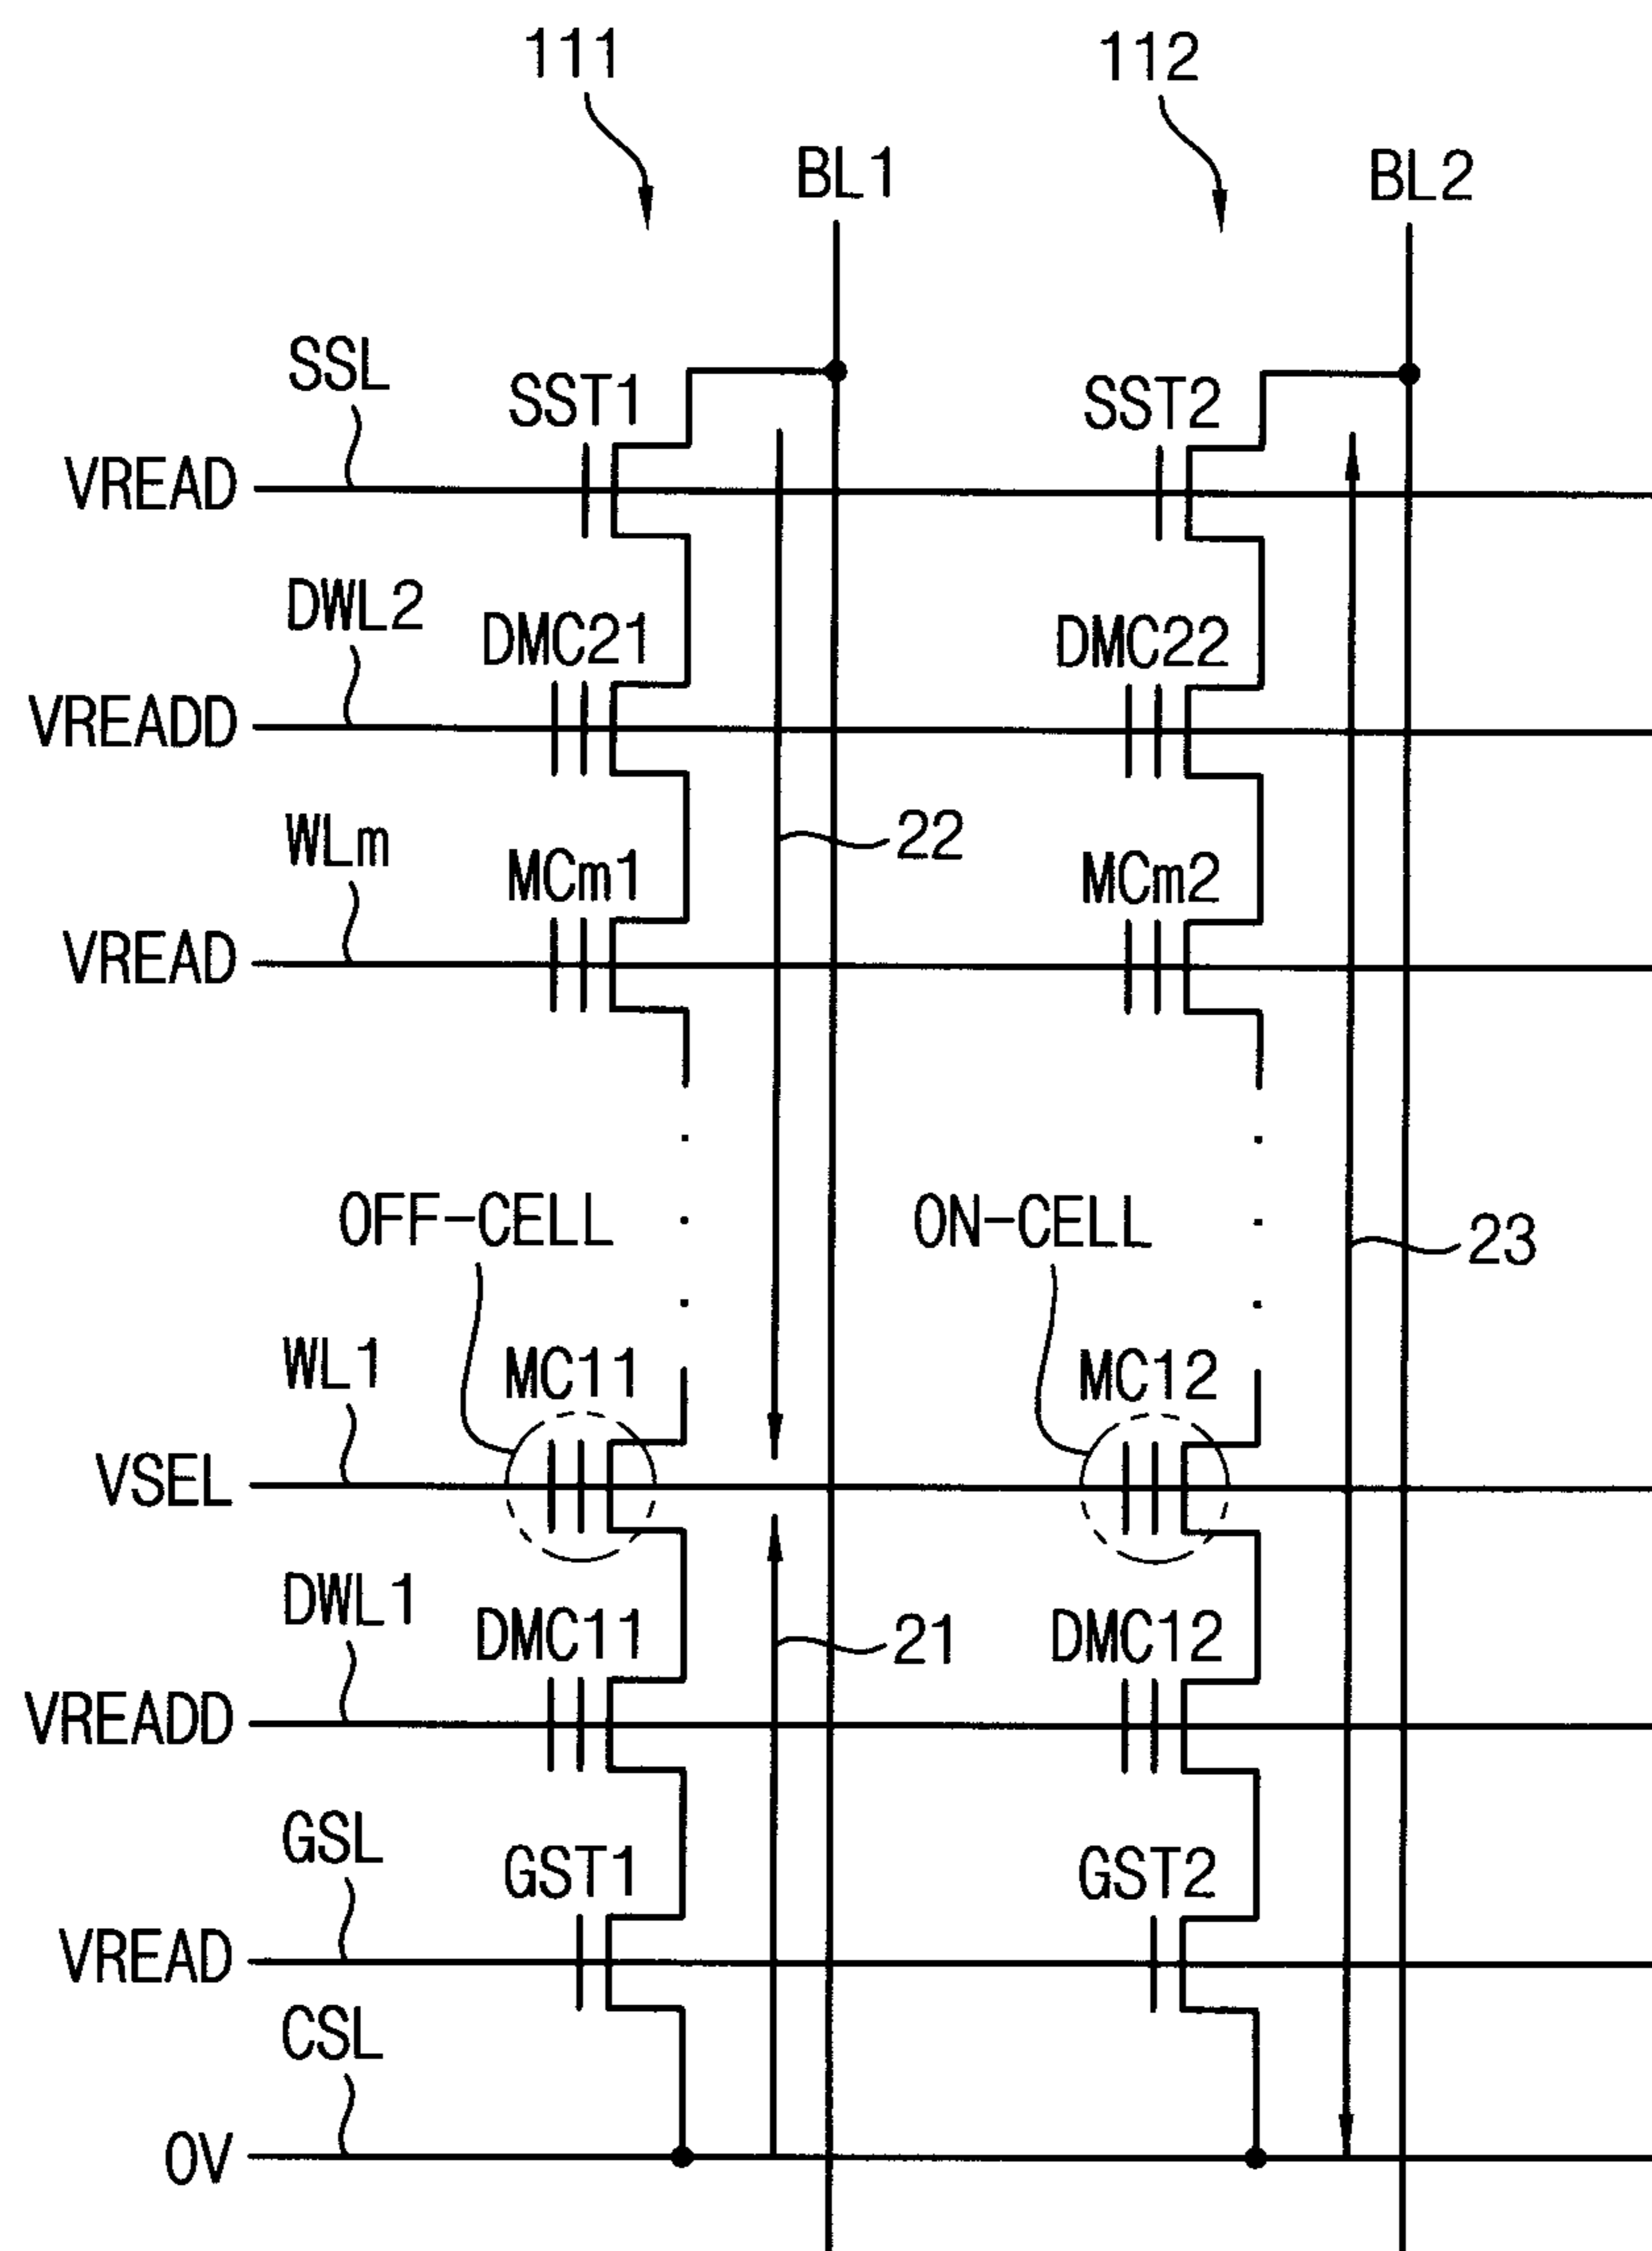 111
112
BL1
BL2
SSL
SST1
SST2
VREAD
DWL2
DMC21
DMC22
VREADD
WLm
22
MCm1
MCm2
VREAD
OFF-CELL
ON-CELL
23
WL1
MC11
MC12
VSEL
DWL1
DMC11
21
DMC12
VREADD
GSL
GST1
GST2
VREAD
CSL
0V